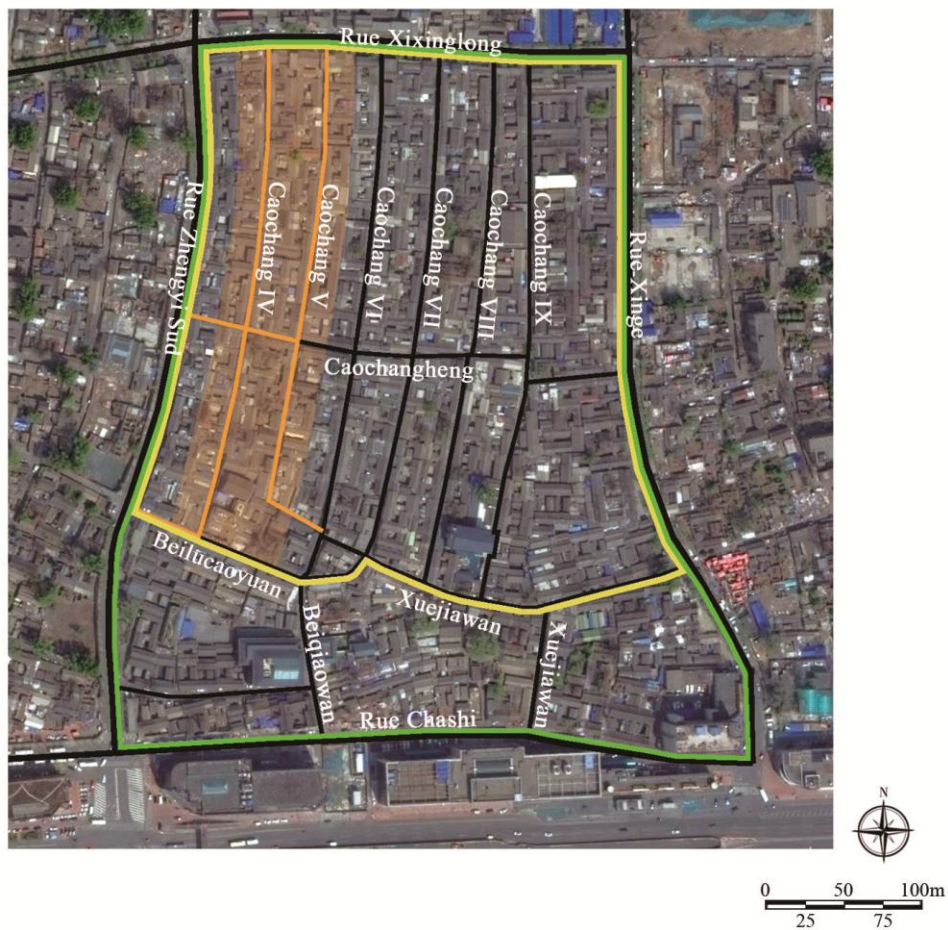 Rue Xixinglong
Rue Zhengyi Sud
Caochang IV
Caochang V
Caochang VI
Caochang VII
Caochang VIII
Caochang IX
Rue Xinge
Caochangheng
Beilucaoyuan
Xuejiawan
Beiqiaowan
Xuejiawan
Rue Chashi
N
0 50 100m
25 75